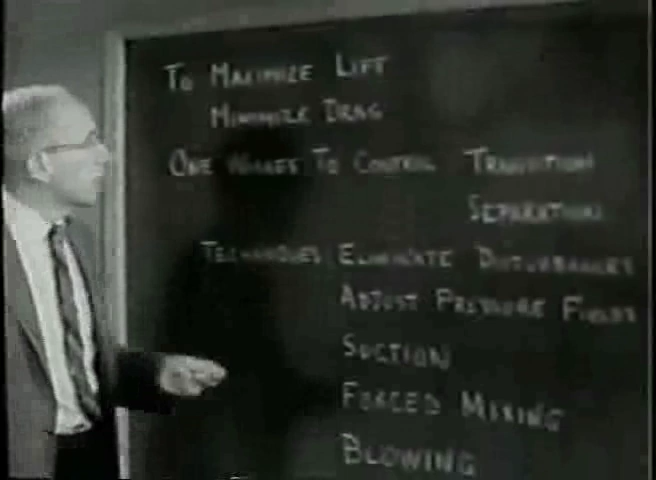 To Maximize Lift
Minimize Drag
One Wishes To Control Transition
Separation
Techniques Eliminate Disturbances
Adjust Pressure Fields
Suction
Forced Mixing
Blowing